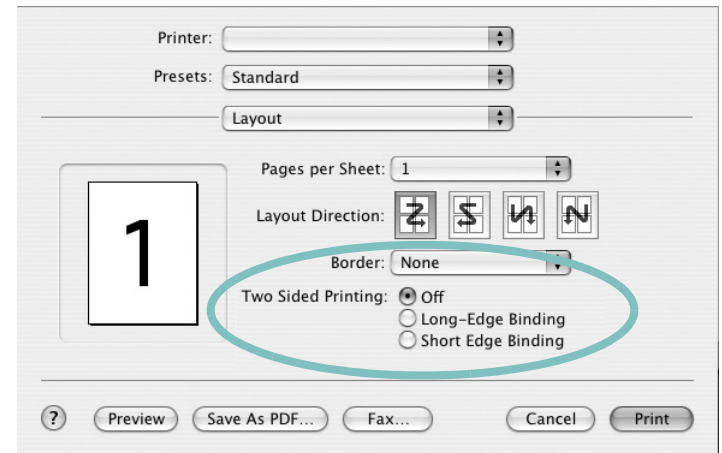 Printer:
Presets: Standard
Layout
Pages per Sheet: 1
1
Layout Direction:
Border: None
Two Sided Printing: Off
Long-Edge Binding
Short Edge Binding
? Preview Save As PDF... Fax... Cancel Print